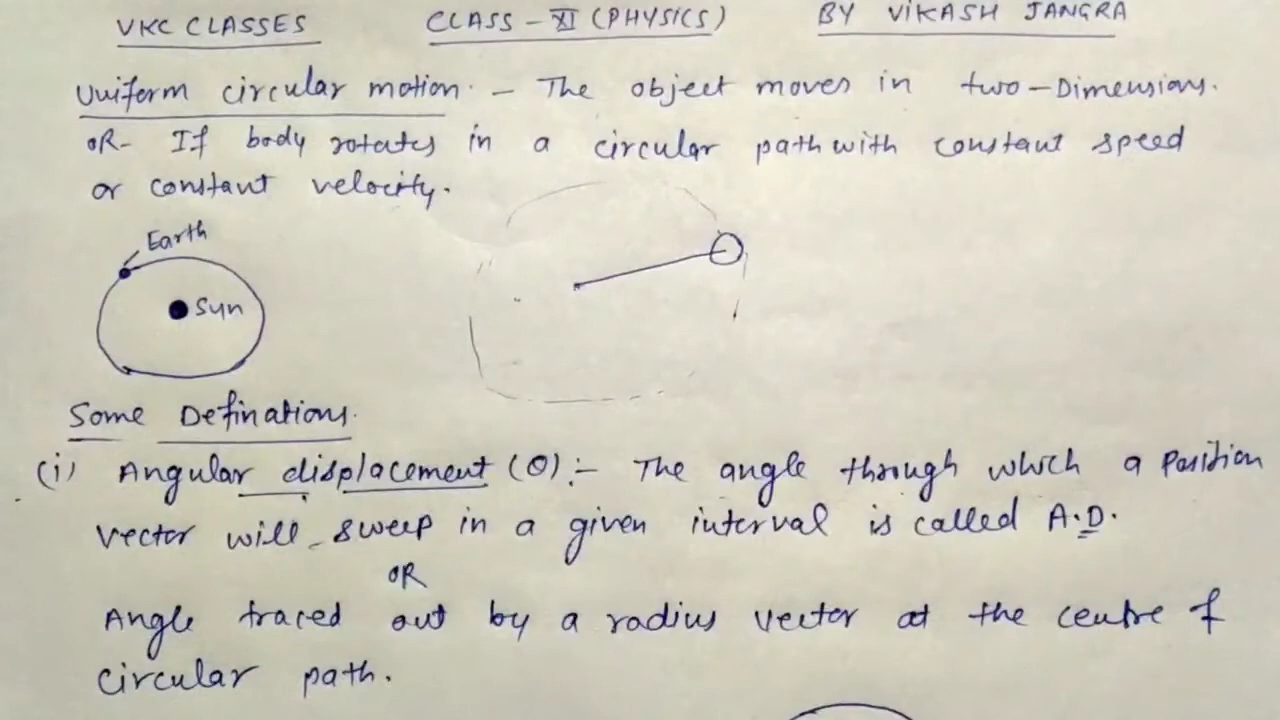 VKC CLASSES CLASS - XI (PHYSICS) BY VIKASH JANGRA
Uniform circular motion. - The object moves in two-Dimensions.
OR- If body rotates in a circular path with constant speed
or constant velocity.
Earth
Sun
Some Definations.
(i) Angular displacement (θ):- The angle through which a Position
vector will sweep in a given interval is called A.D.
OR
Angle traced out by a radius vector at the centre of
circular path.